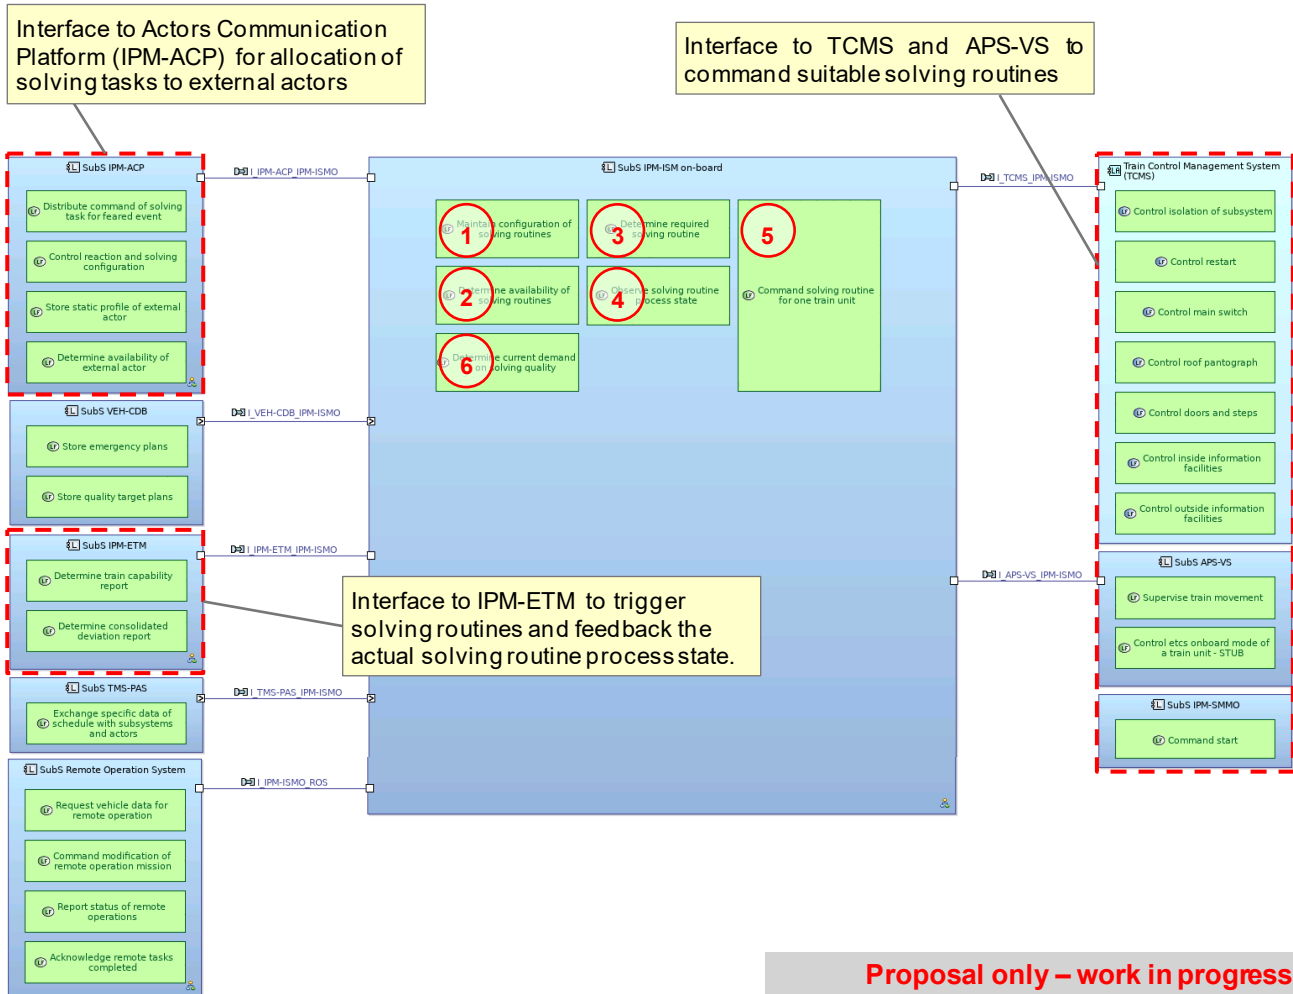 Interface to Actors Communication
Platform (IPM-ACP) for allocation of
solving tasks to external actors
Interface to TCMS and APS-VS to
command suitable solving routines
SubS IPM-ACP
Distribute command of solving
task for feared event
Control reaction and solving
configuration
Store static profile of external
actor
Determine availability of
external actor
I_IPM-ACP_IPM-ISMO
SubS VEH-CDB
Store emergency plans
Store quality target plans
I_VEH-CDB_IPM-ISMO
SubS IPM-ETM
Determine train capability
report
Determine consolidated
deviation report
I_IPM-ETM_IPM-ISMO
Interface to IPM-ETM to trigger
solving routines and feedback the
actual solving routine process state.
SubS TMS-PAS
Exchange specific data of
schedule with subsystems
and actors
I_TMS-PAS_IPM-ISMO
SubS Remote Operation System
Request vehicle data for
remote operation
Command modification of
remote operation mission
Report status of remote
operations
Acknowledge remote tasks
completed
I_IPM-ISMO_ROS
SubS IPM-ISM on-board
1
Maintain configuration of
solving routines
2
Determine availability of
solving routines
6
Determine current demand
on solving quality
3
Determine required
solving routine
4
Observe solving routine
process state
5
Command solving routine
for one train unit
I_TCMS_IPM-ISMO
Train Control Management System
(TCMS)
Control isolation of subsystem
Control restart
Control main switch
Control roof pantograph
Control doors and steps
Control inside information
facilities
Control outside information
facilities
I_APS-VS_IPM-ISMO
SubS APS-VS
Supervise train movement
Control etcs onboard mode of
a train unit - STUB
SubS IPM-SMMO
Command start
Proposal only – work in progress